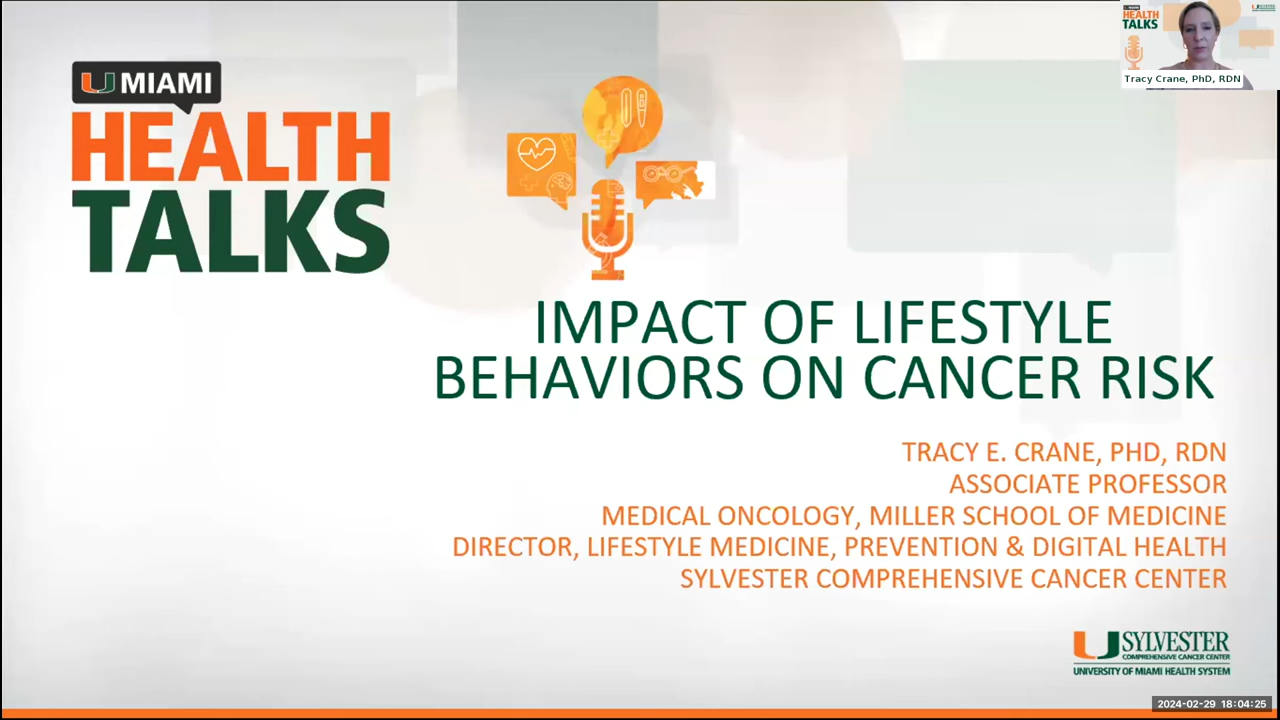 U MIAMI
HEALTH
TALKS
HEALTH
TALKS
Tracy Crane, PhD, RDN
IMPACT OF LIFESTYLE
BEHAVIORS ON CANCER RISK
TRACY E. CRANE, PHD, RDN
ASSOCIATE PROFESSOR
MEDICAL ONCOLOGY, MILLER SCHOOL OF MEDICINE
DIRECTOR, LIFESTYLE MEDICINE, PREVENTION & DIGITAL HEALTH
SYLVESTER COMPREHENSIVE CANCER CENTER
SYLVESTER
COMPREHENSIVE CANCER CENTER
UNIVERSITY OF MIAMI HEALTH SYSTEM
2024-02-29 18:04:25